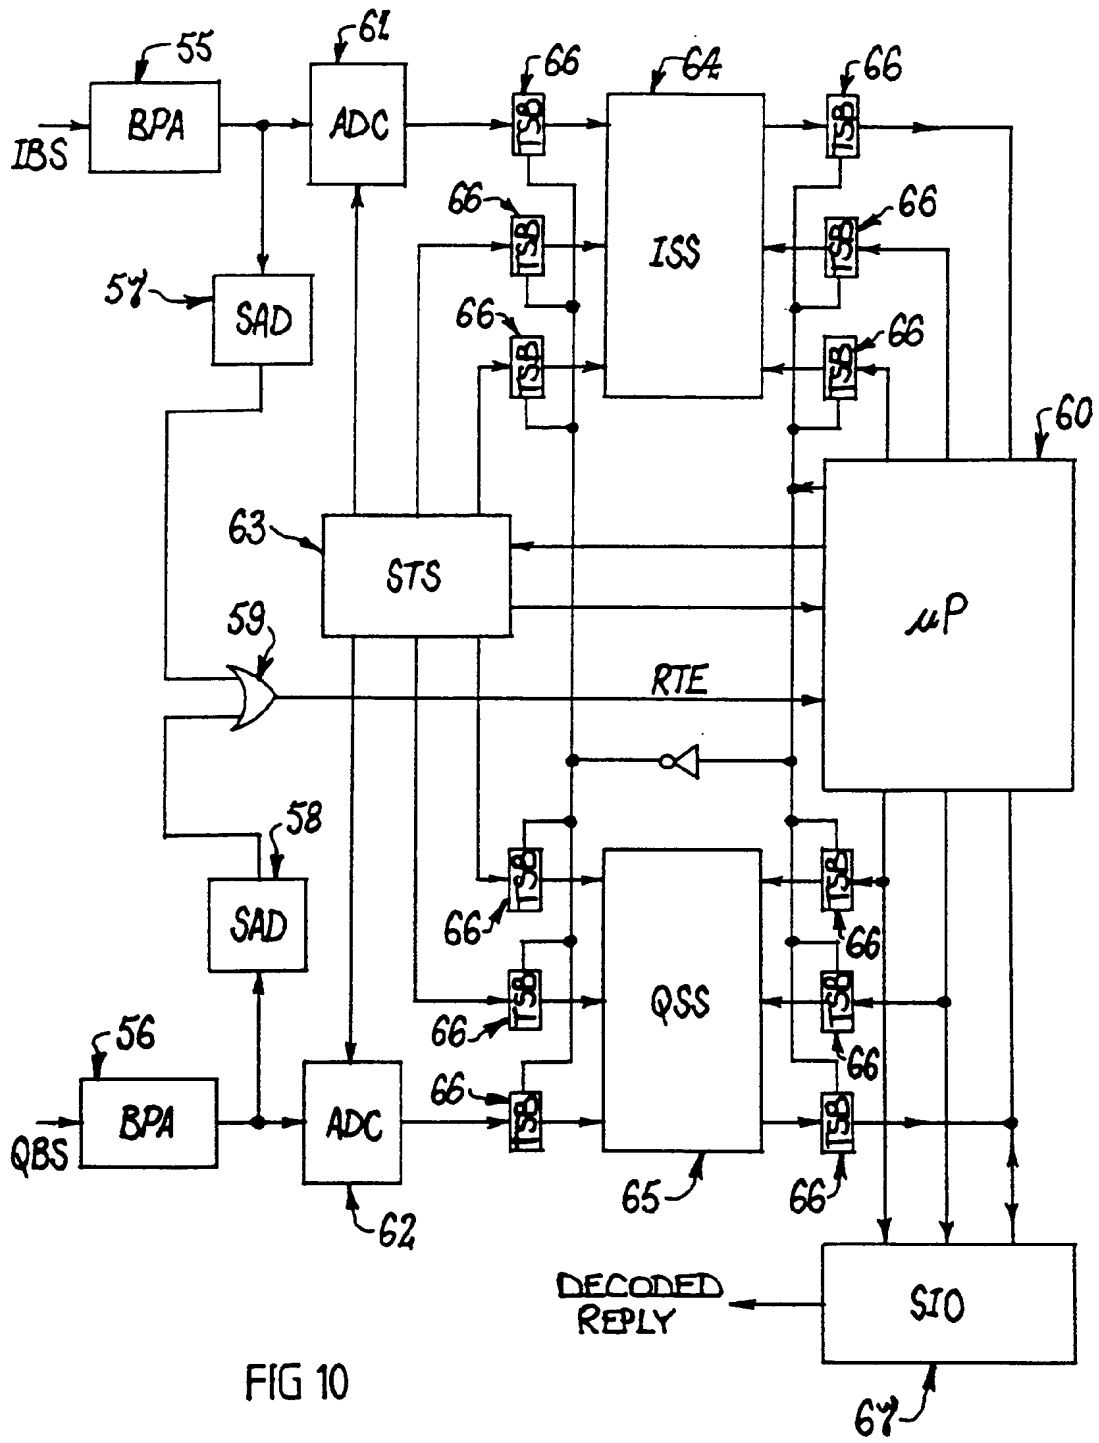 61
55
66
64
66
BPA
ADC
TSB
TSB
IBS
66
66
TSB
ISS
TSB
57
SAD
66
66
TSB
TSB
60
63
STS
µP
59
RTE
58
TSB
TSB
SAD
66
66
TSB
QSS
TSB
66
66
56
66
BPA
ADC
TSB
TSB
QBS
65
66
62
DECODED
REPLY
SIO
FIG 10
67